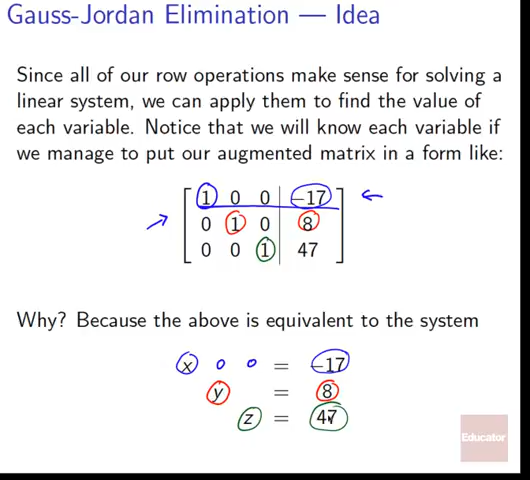 Gauss-Jordan Elimination — Idea
Since all of our row operations make sense for solving a
linear system, we can apply them to find the value of
each variable. Notice that we will know each variable if
we manage to put our augmented matrix in a form like:
1 0 0 | -17
0 1 0 | 8
0 0 1 | 47
Why? Because the above is equivalent to the system
x 0 0 = -17
y = 8
z = 47
Educator